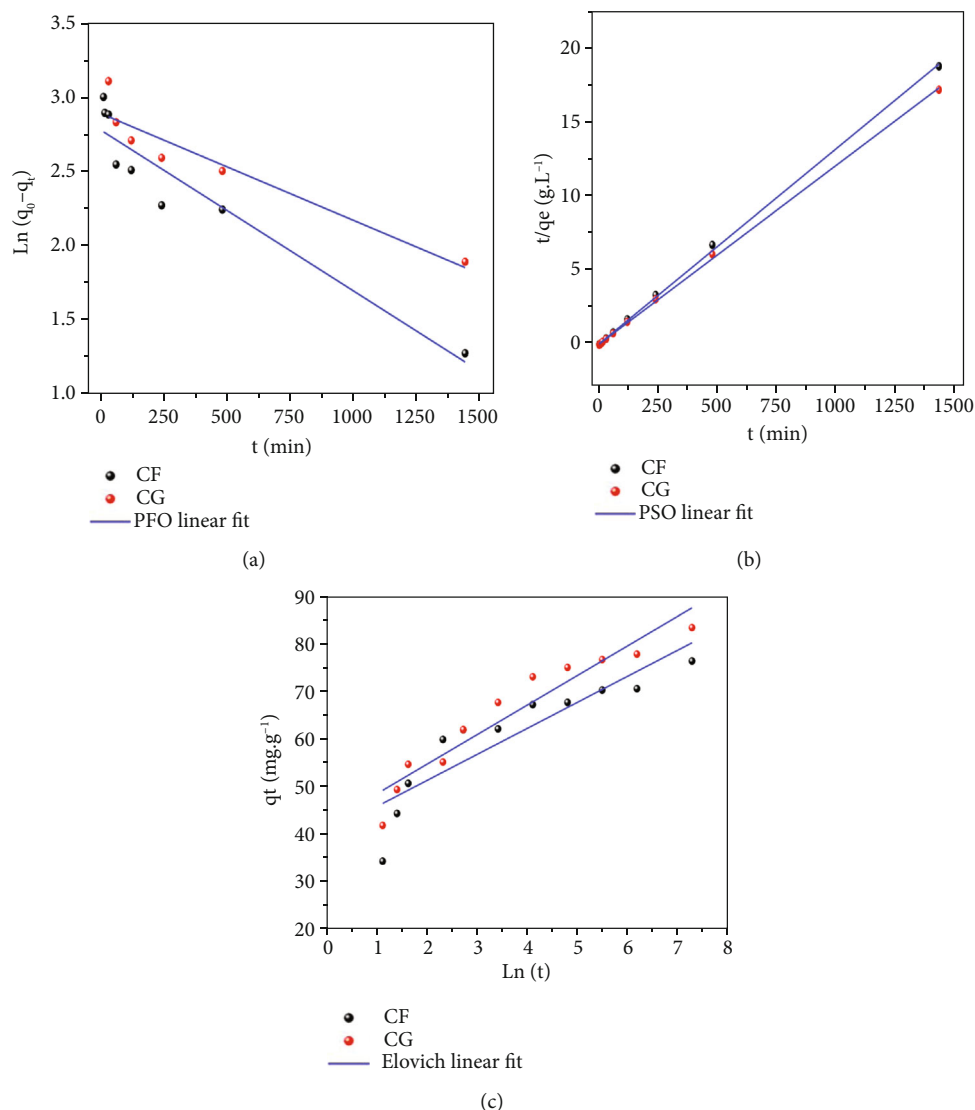 3.5
3.0
2.5
2.0
1.5
1.0
Ln (q₀−qₜ)
0 250 500 750 1000 1250 1500
t (min)
CF
CG
PFO linear fit
(a)
20
15
10
5
0
t/qe (g.L⁻¹)
0 250 500 750 1000 1250 1500
t (min)
CF
CG
PSO linear fit
(b)
90
80
70
60
50
40
30
20
qt (mg.g⁻¹)
0 1 2 3 4 5 6 7 8
Ln (t)
CF
CG
Elovich linear fit
(c)